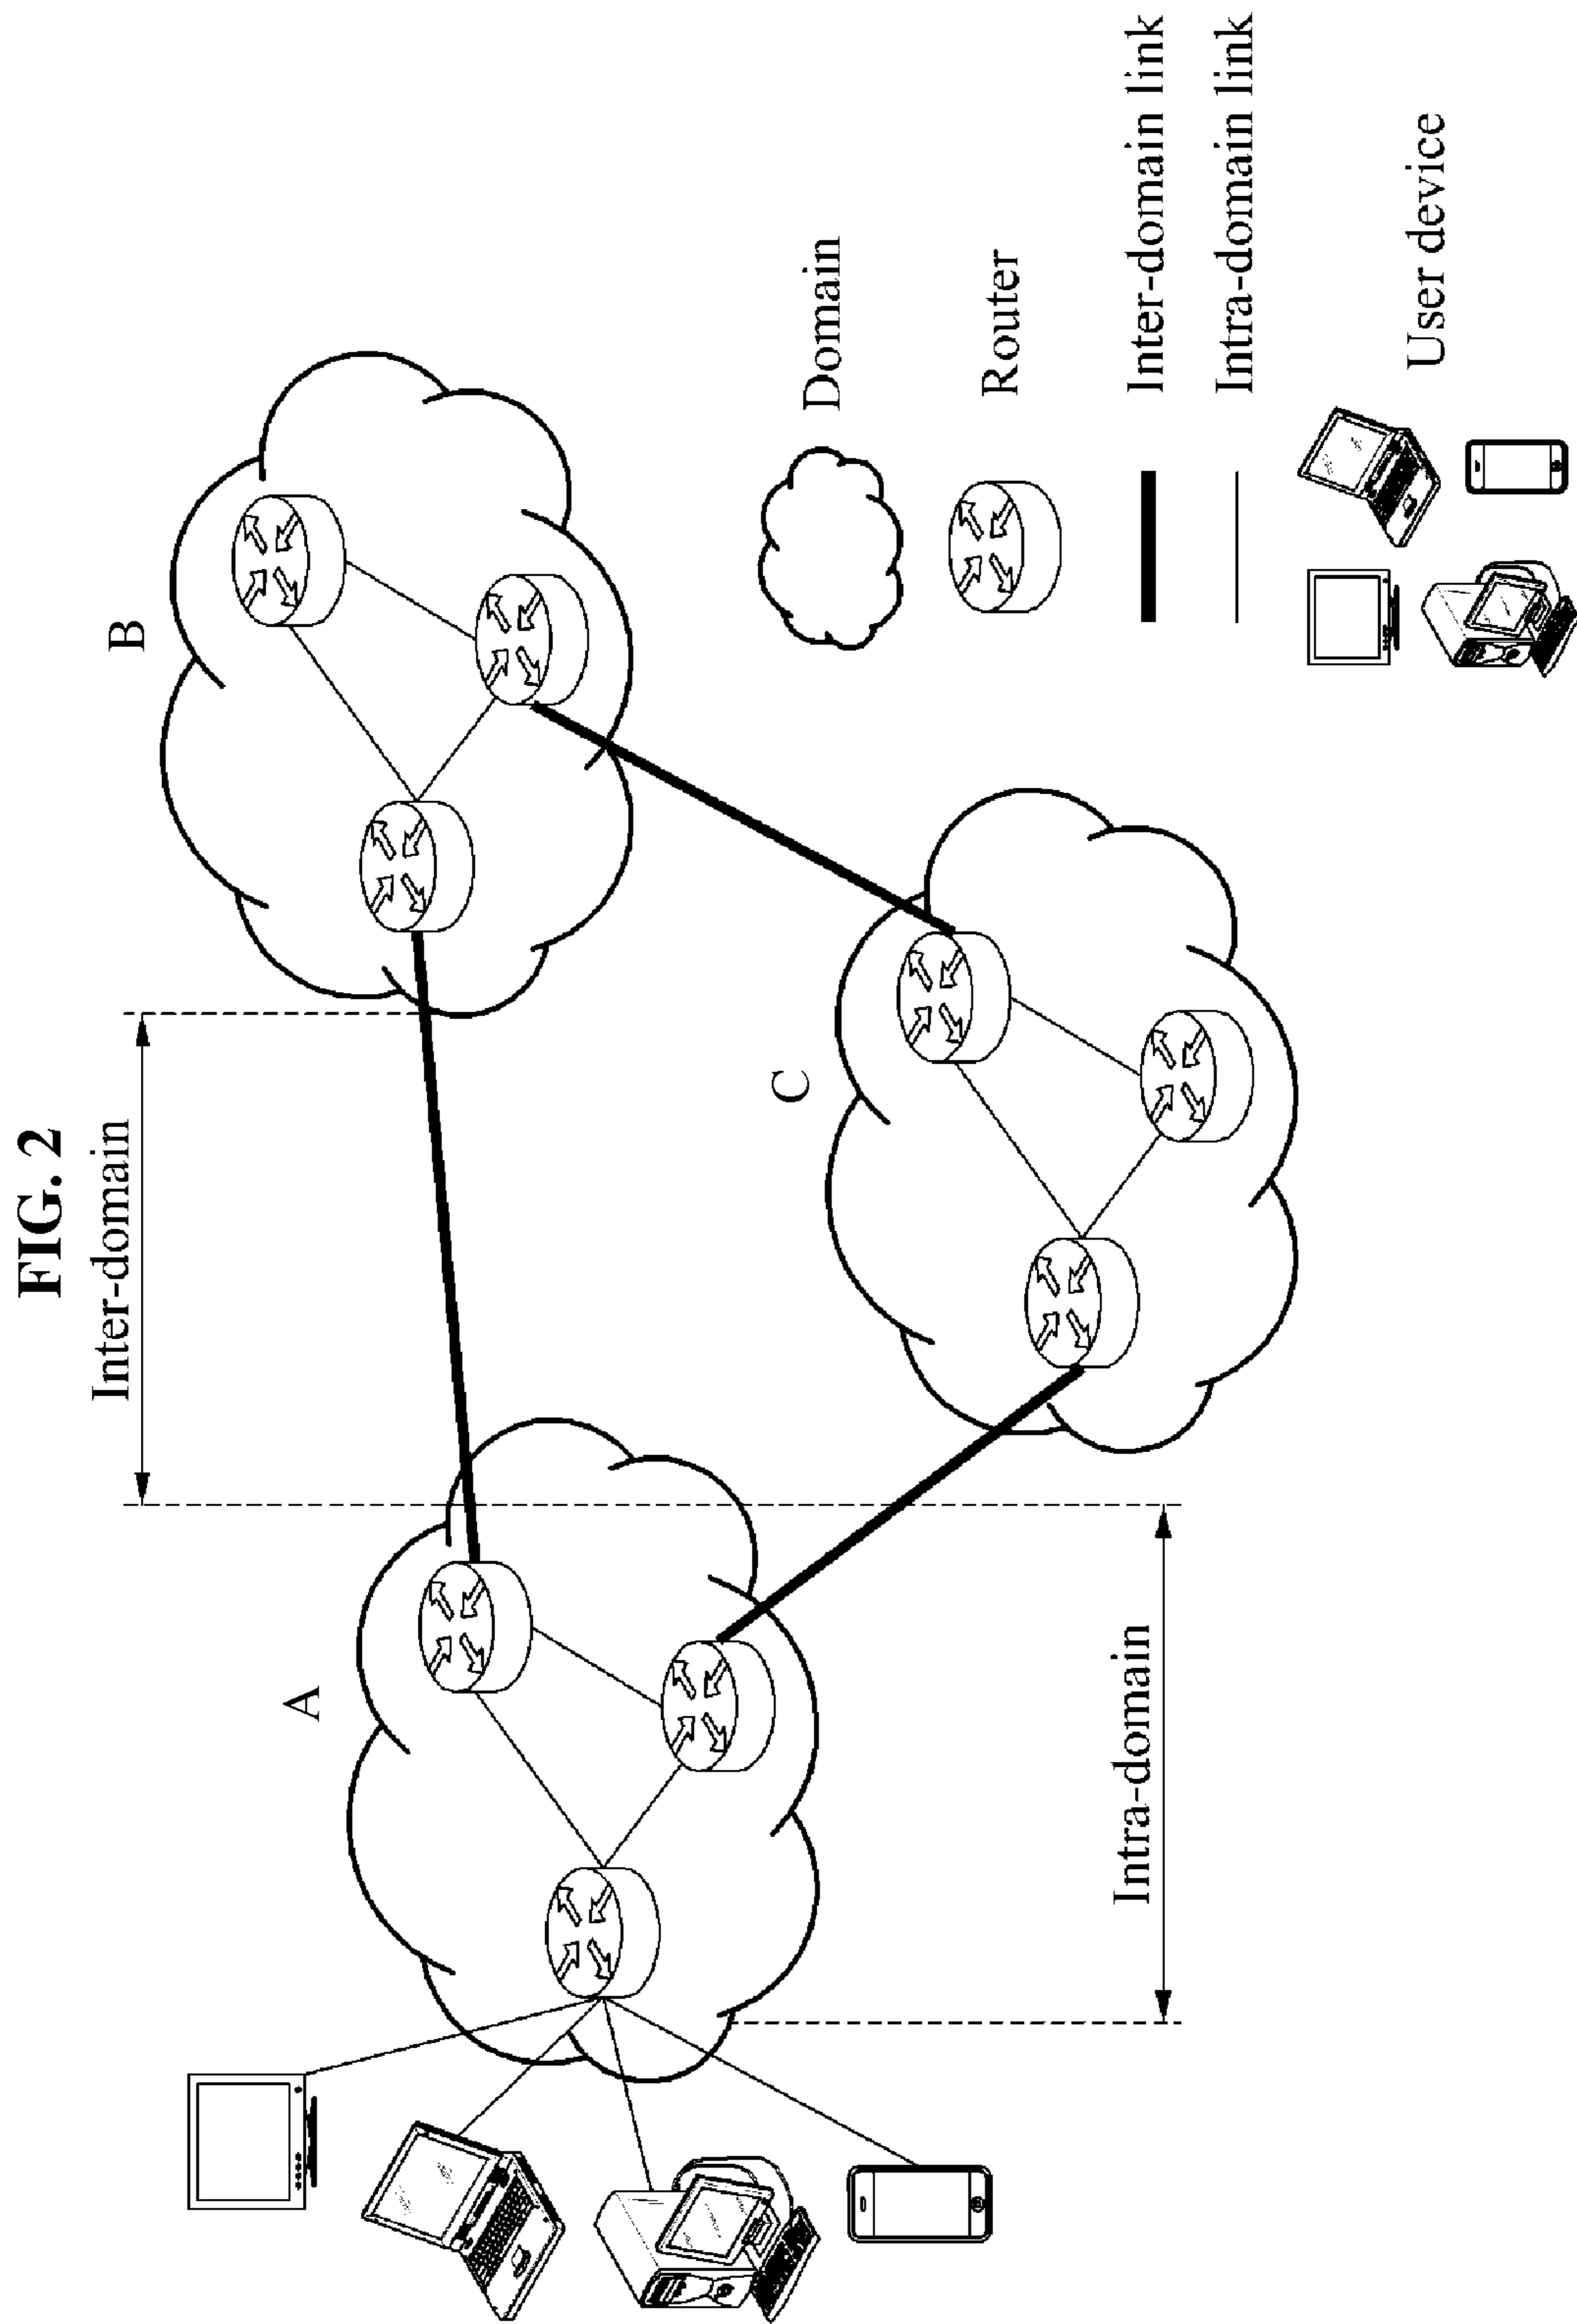 FIG. 2
Inter-domain
A
B
C
Intra-domain
Domain
Router
Inter-domain link
Intra-domain link
User device